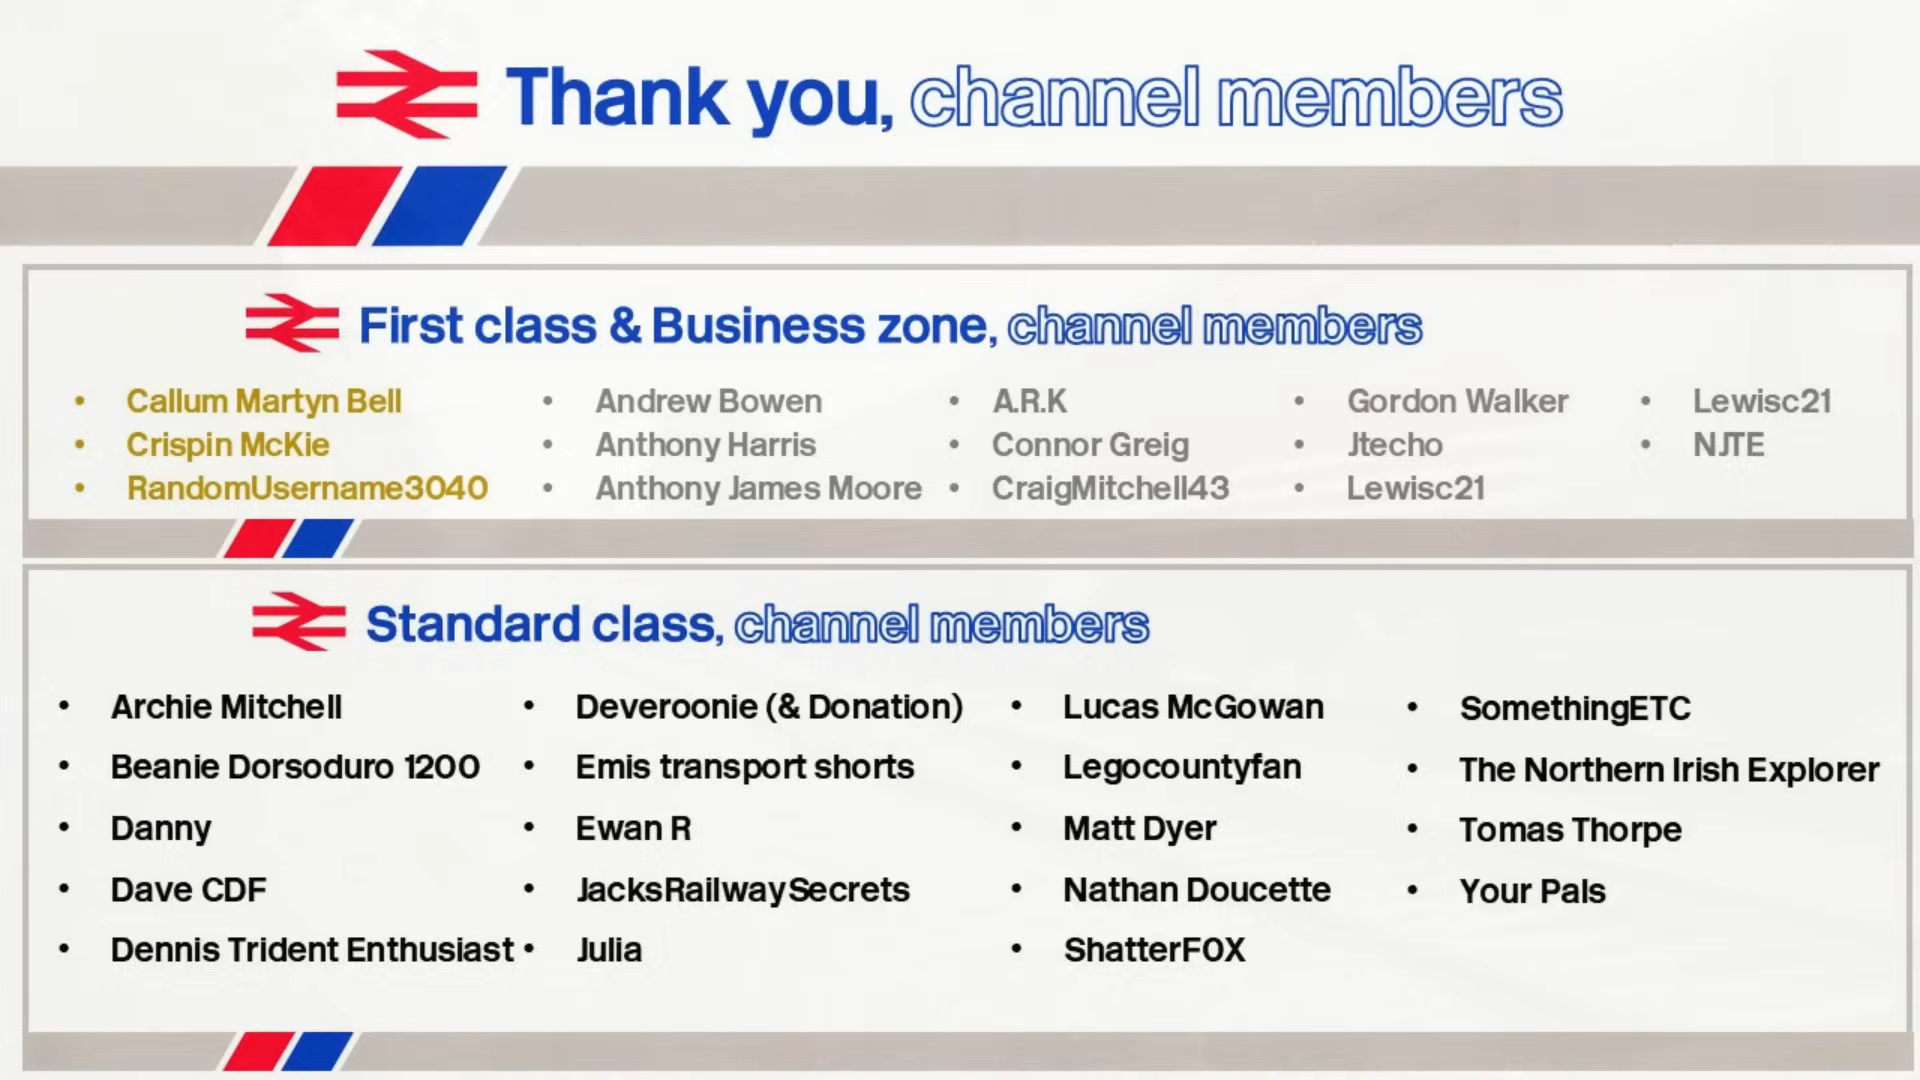 Thank you, channel members
First class & Business zone, channel members
• Callum Martyn Bell
• Crispin McKie
• RandomUsername3040
• Andrew Bowen
• Anthony Harris
• Anthony James Moore
• A.R.K
• Connor Greig
• CraigMitchell43
• Gordon Walker
• Jtecho
• Lewisc21
• Lewisc21
• NJTE
Standard class, channel members
• Archie Mitchell
• Beanie Dorsoduro 1200
• Danny
• Dave CDF
• Dennis Trident Enthusiast
• Deveroonie (& Donation)
• Emis transport shorts
• Ewan R
• JacksRailwaySecrets
• Julia
• Lucas McGowan
• Legocountyfan
• Matt Dyer
• Nathan Doucette
• ShatterF0X
• SomethingETC
• The Northern Irish Explorer
• Tomas Thorpe
• Your Pals